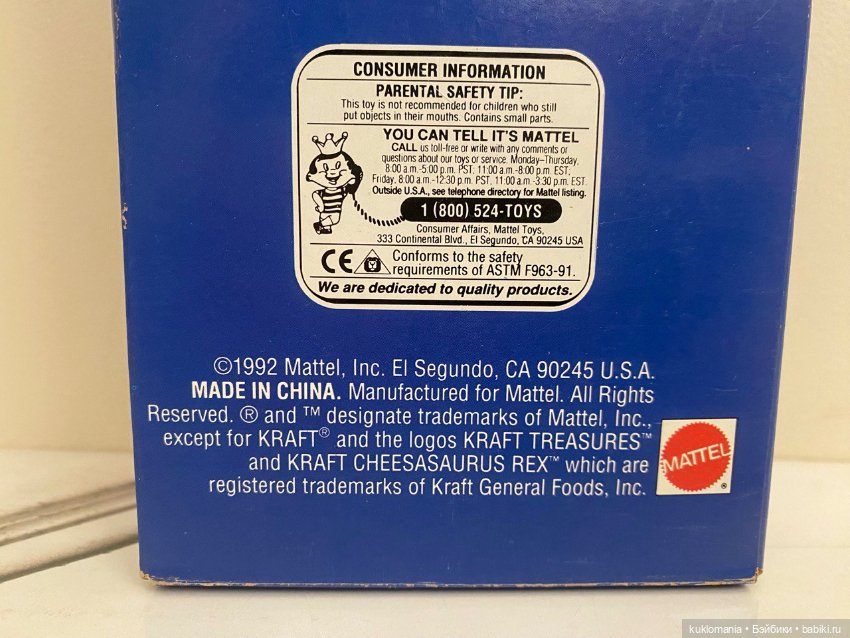 CONSUMER INFORMATION
PARENTAL SAFETY TIP:
This toy is not recommended for children who still
put objects in their mouths. Contains small parts.
YOU CAN TELL IT'S MATTEL
CALL us toll-free or write with any comments or
questions about our toys or service. Monday–Thursday,
8:00 a.m.-5:00 p.m. PST, 11:00 a.m.-8:00 p.m. EST;
Friday, 8:00 a.m.-12:30 p.m. PST, 11:00 a.m.-3:30 p.m. EST.
Outside U.S.A., see telephone directory for Mattel listing.
1 (800) 524-TOYS
Consumer Affairs, Mattel Toys,
333 Continental Blvd., El Segundo, CA 90245 USA
CE Conforms to the safety
requirements of ASTM F963-91.
We are dedicated to quality products.
©1992 Mattel, Inc. El Segundo, CA 90245 U.S.A.
MADE IN CHINA. Manufactured for Mattel. All Rights
Reserved. ® and ™ designate trademarks of Mattel, Inc.,
except for KRAFT® and the logos KRAFT TREASURES™
and KRAFT CHEESASAURUS REX™ which are
registered trademarks of Kraft General Foods, Inc.
MATTEL®
kuklomania • Бэйбики • babiki.ru